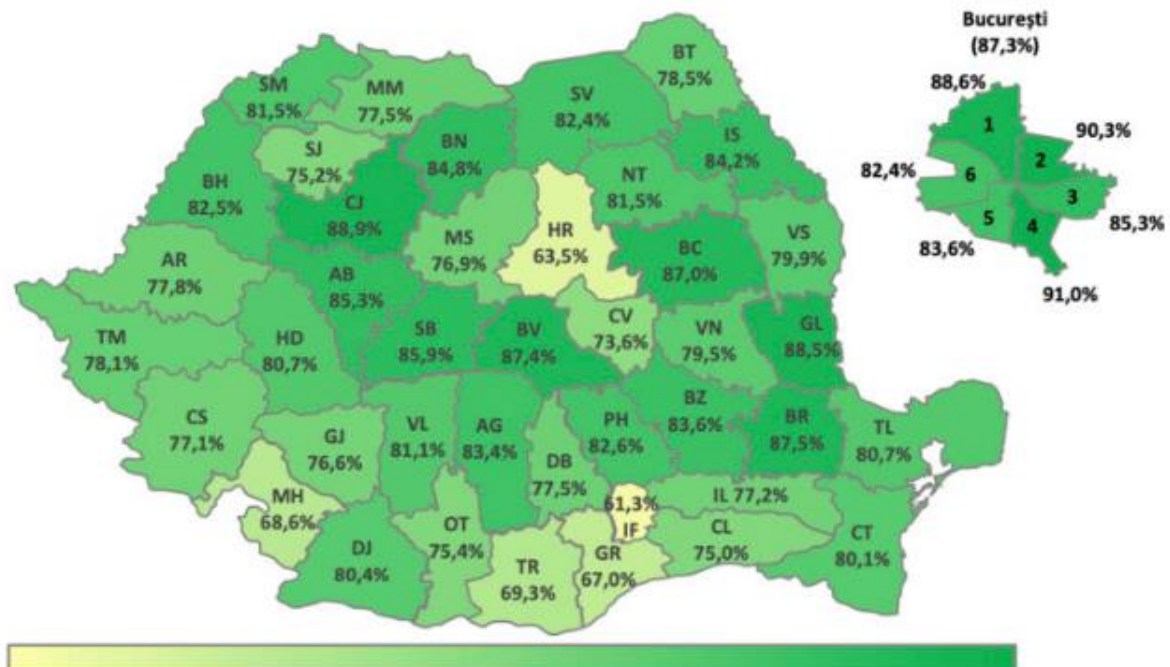 București
(87,3%)
88,6%
1
90,3%
2
82,4%
6
3
85,3%
5
4
83,6%
91,0%
BT
78,5%
SM
81,5%
MM
77,5%
SV
82,4%
BN
84,8%
IS
84,2%
SJ
75,2%
BH
82,5%
CJ
88,9%
NT
81,5%
MS
76,9%
HR
63,5%
BC
87,0%
VS
79,9%
AR
77,8%
AB
85,3%
TM
78,1%
HD
80,7%
SB
85,9%
BV
87,4%
CV
73,6%
VN
79,5%
GL
88,5%
CS
77,1%
GJ
76,6%
VL
81,1%
AG
83,4%
DB
77,5%
PH
82,6%
BZ
83,6%
BR
87,5%
TL
80,7%
MH
68,6%
DJ
80,4%
OT
75,4%
TR
69,3%
GR
67,0%
61,3%
IF
IL 77,2%
CL
75,0%
CT
80,1%